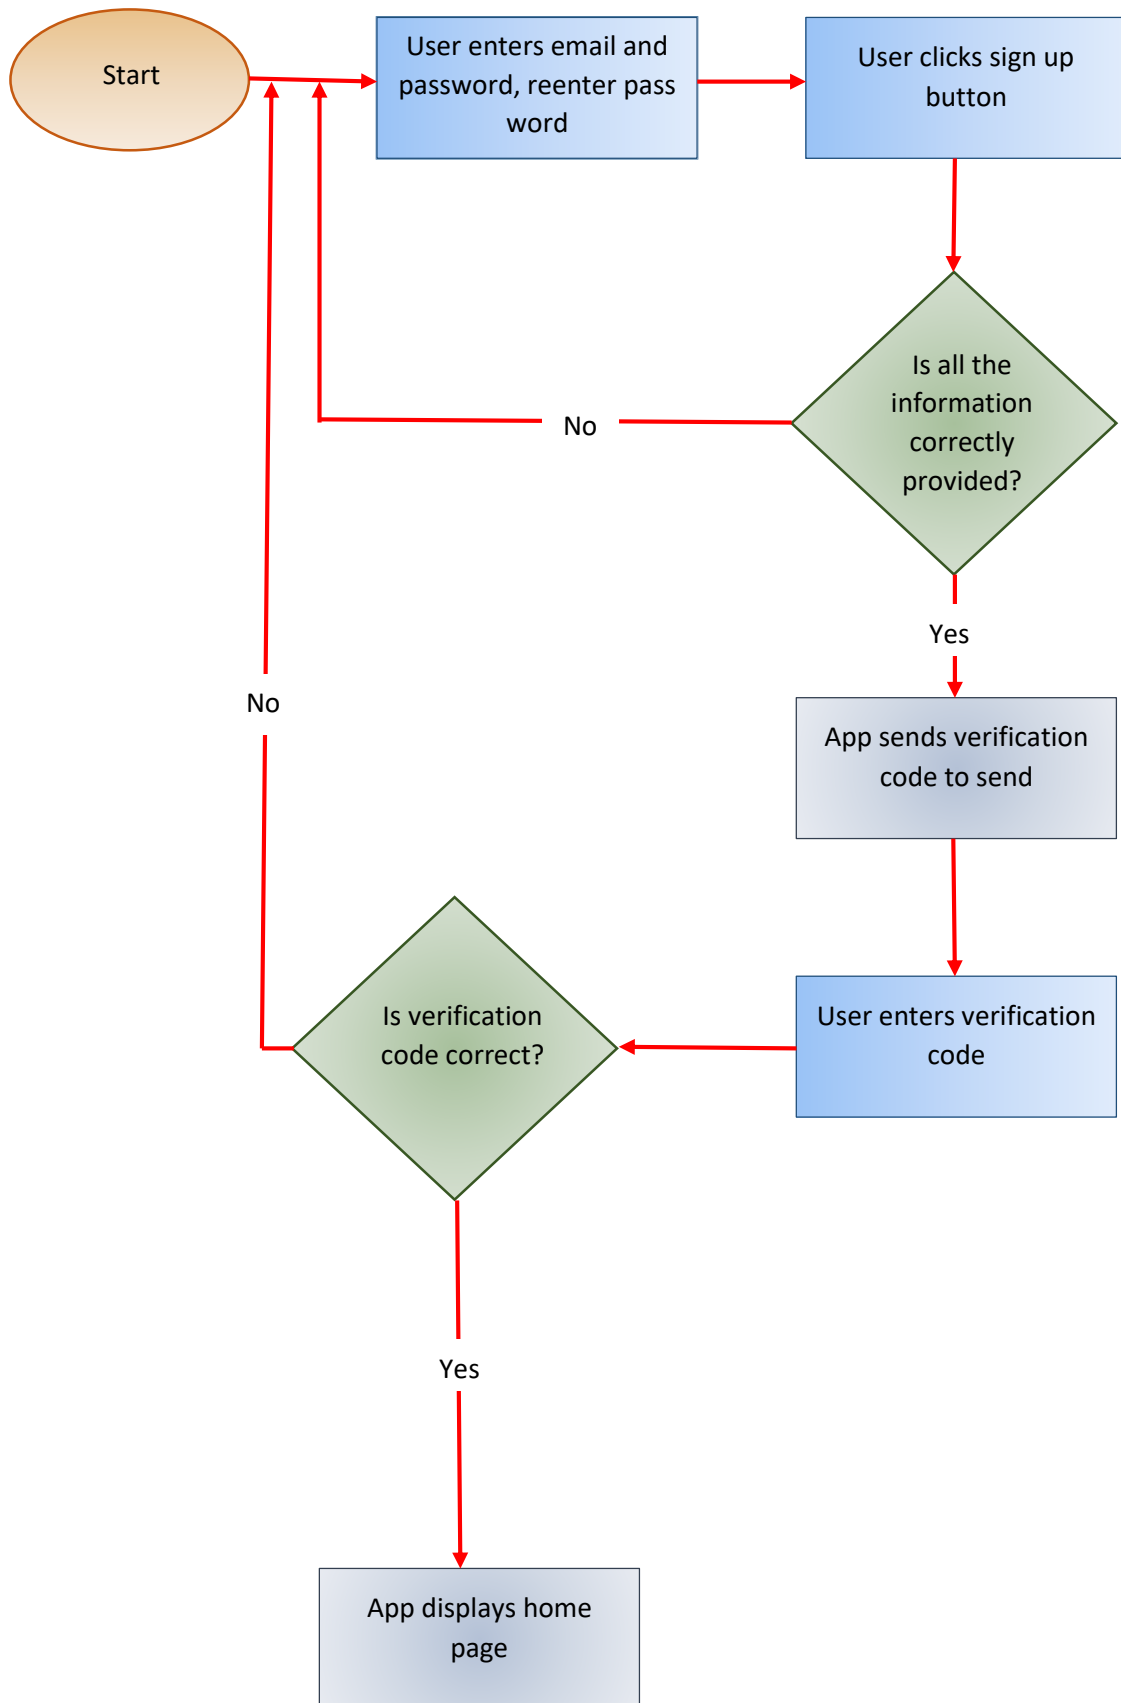 Start
User enters email and
password, reenter pass
word
User clicks sign up
button
Is all the
information
correctly
provided?
No
Yes
No
App sends verification
code to send
Is verification
code correct?
User enters verification
code
Yes
App displays home
page